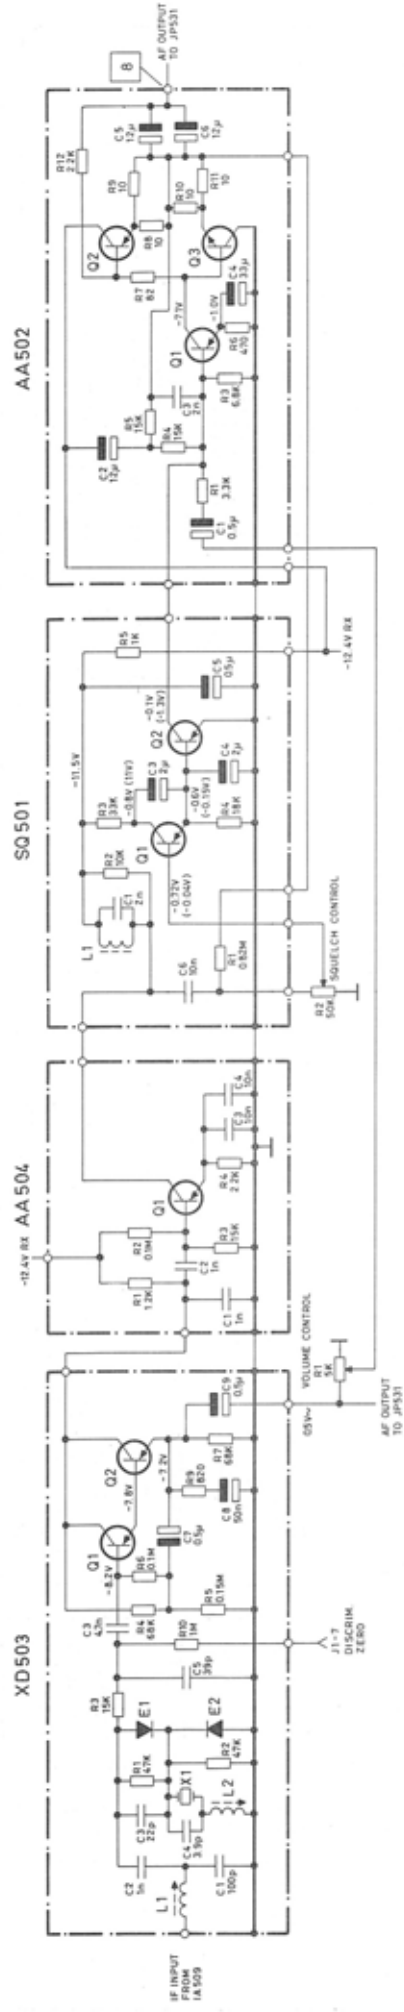 XD503
IF INPUT
FROM
IA509
L1
C2
1n
C1
100p
C3
22p
C4
3.9p
R1
47K
X1
L2
E1
E2
R2
47K
R3
15K
C5
39p
R10
1M
J1-7
DISCRIM.
ZERO
C3
47n
R4
68K
R5
0.15M
-8.2V
Q1
R6
0.1M
C7
0.5µ
-7.8V
Q2
-7.2V
R9
820
C8
50n
R7
68K
C9
0.5µ
0.5V~
AF OUTPUT
TO JP531
VOLUME CONTROL
R1
5K
AA504
-12.4V RX
R1
1.2K
R2
0.1M
C1
1n
C2
1n
R3
15K
Q1
R4
2.2K
C3
10n
C4
10n
SQ501
L1
C1
2n
R2
10K
C6
10n
R1
0.82M
R2
50K
SQUELCH CONTROL
-11.5V
R3
33K
Q1
-0.72V
(-0.04V)
-0.8V (11V)
C3
2µ
-0.6V
(-0.15V)
R4
18K
C4
2µ
Q2
-0.1V
(-1.3V)
C5
0.5µ
R5
1K
-12.4V RX
AA502
C1
0.5µ
R1
3.3K
C2
12µ
R5
15K
R4
15K
C3
2n
R3
6.8K
Q1
-7.7V
-1.0V
R6
470
C4
33µ
R7
82
Q2
Q3
R8
10
R9
10
R10
10
R11
10
R12
2.2K
C5
12µ
C6
12µ
8
AF OUTPUT
TO JP531